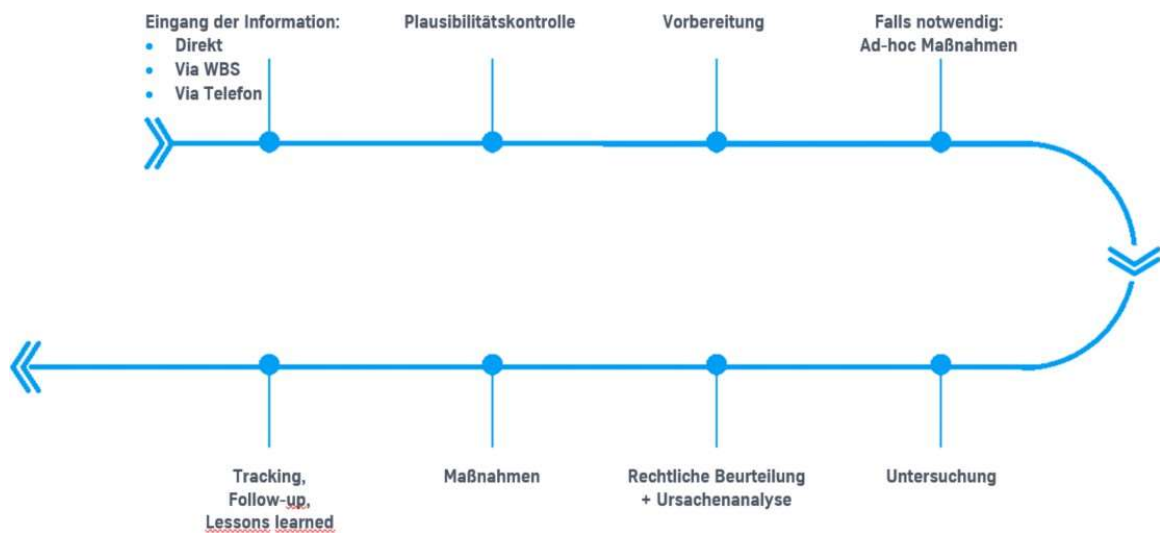 Eingang der Information:
• Direkt
• Via WBS
• Via Telefon
Plausibilitätskontrolle
Vorbereitung
Falls notwendig:
Ad-hoc Maßnahmen
Tracking,
Follow-up,
Lessons learned
Maßnahmen
Rechtliche Beurteilung
+ Ursachenanalyse
Untersuchung